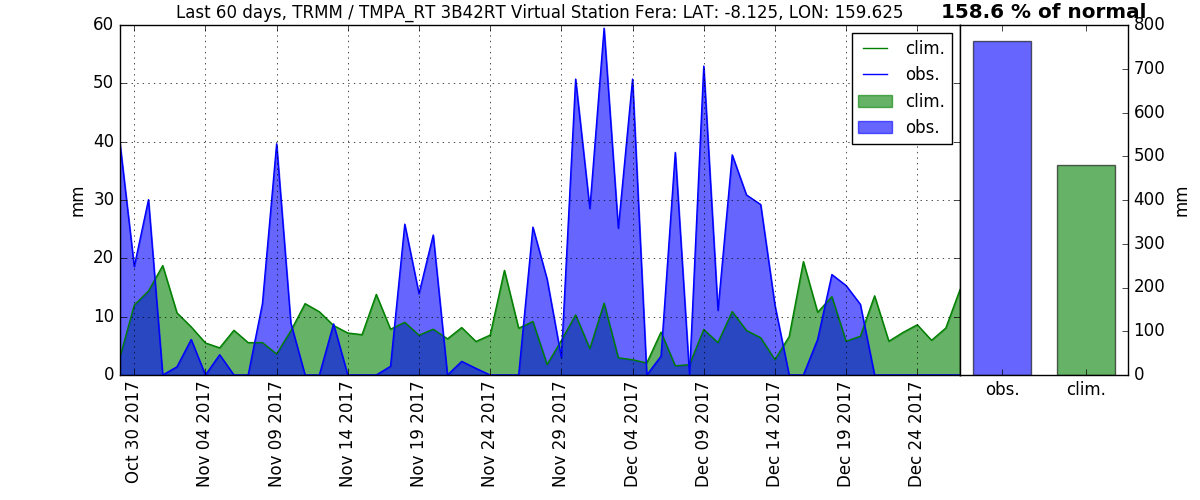 Last 60 days, TRMM / TMPA_RT 3B42RT Virtual Station Fera: LAT: -8.125, LON: 159.625
158.6 % of normal
60
50
40
30
20
10
0
mm
clim.
obs.
clim.
obs.
800
700
600
500
400
300
200
100
0
mm
obs.
clim.
Oct 30 2017
Nov 04 2017
Nov 09 2017
Nov 14 2017
Nov 19 2017
Nov 24 2017
Nov 29 2017
Dec 04 2017
Dec 09 2017
Dec 14 2017
Dec 19 2017
Dec 24 2017